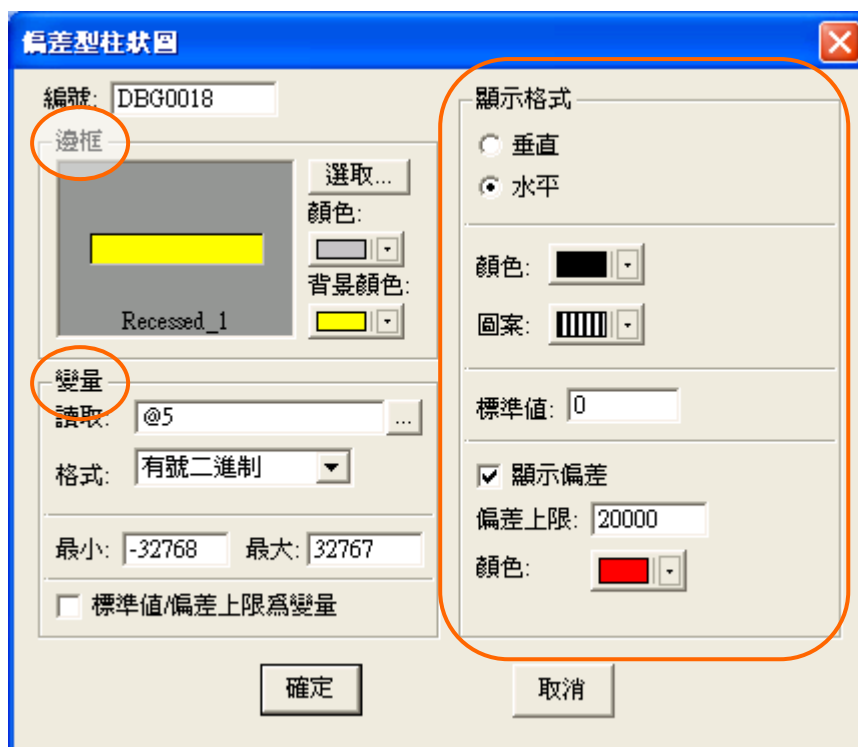 偏差型柱狀圖
編號: DBG0018
邊框
選取...
顏色:
背景顏色:
Recessed_1
變量
讀取: @5 ...
格式: 有號二進制
最小: -32768 最大: 32767
標準值/偏差上限爲變量
顯示格式
垂直
水平
顏色:
圖案:
標準值: 0
顯示偏差
偏差上限: 20000
顏色:
確定
取消